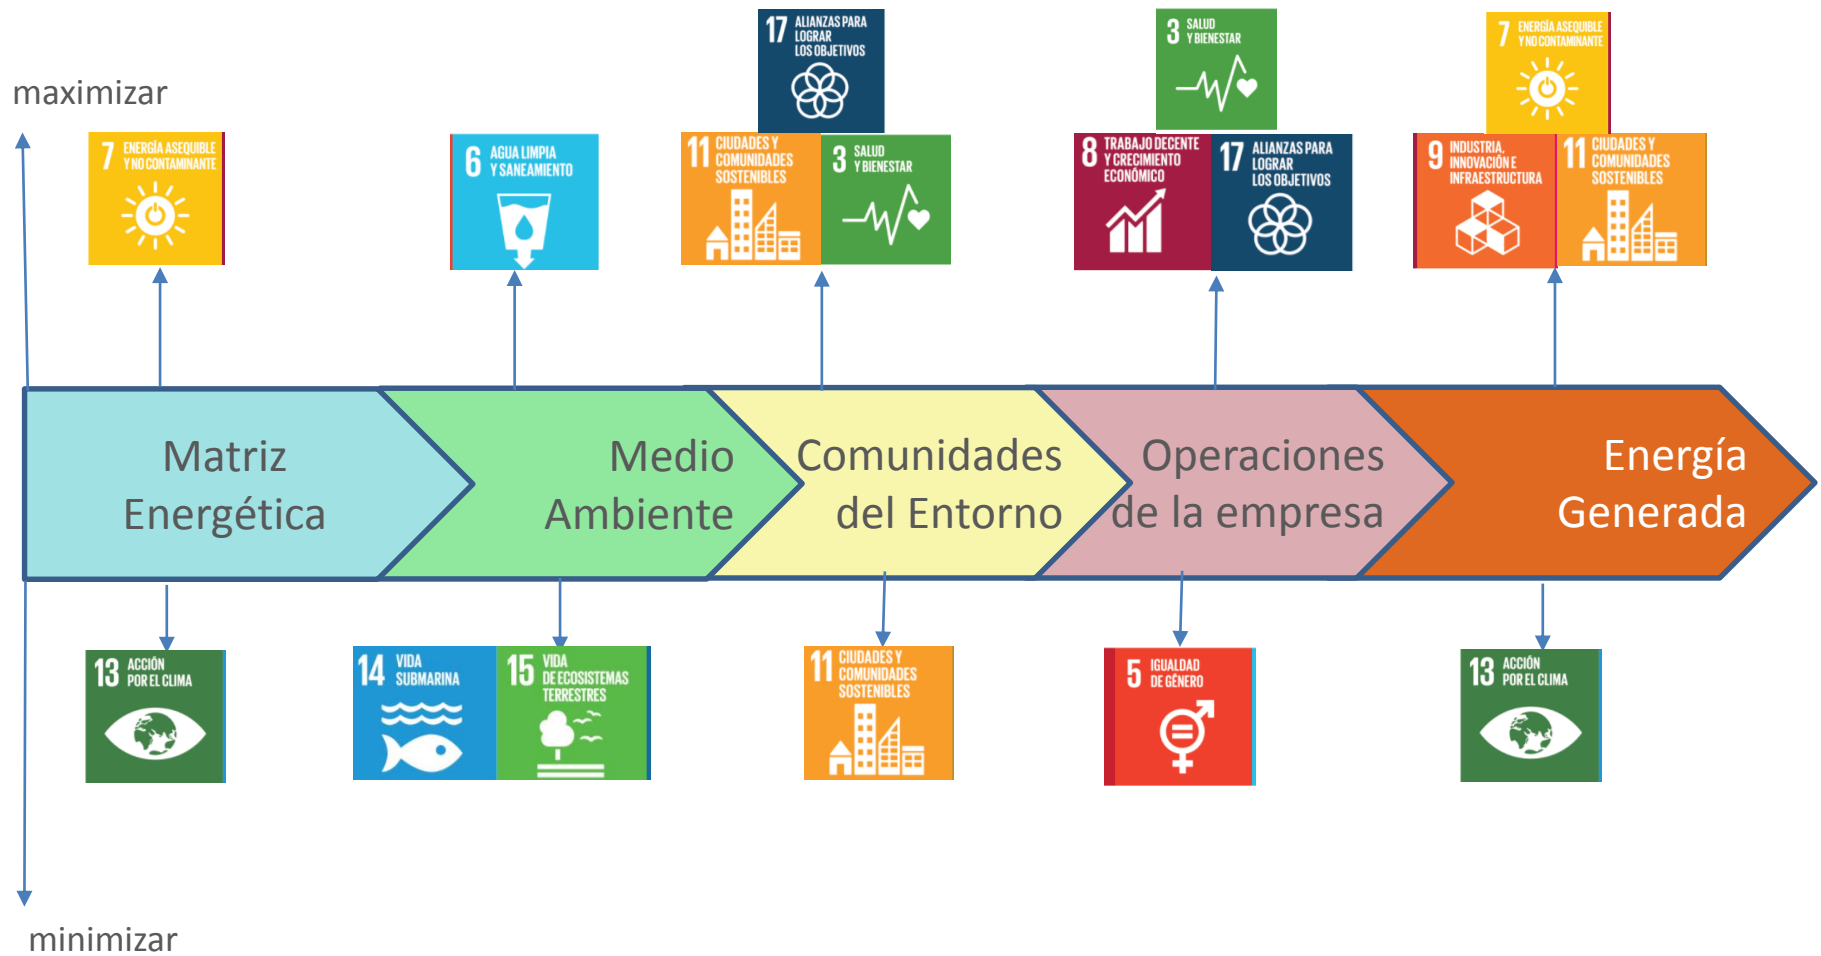 maximizar
7 ENERGÍA ASEQUIBLE
Y NO CONTAMINANTE
6 AGUA LIMPIA
Y SANEAMIENTO
17 ALIANZAS PARA
LOGRAR
LOS OBJETIVOS
11 CIUDADES Y
COMUNIDADES
SOSTENIBLES
3 SALUD
Y BIENESTAR
3 SALUD
Y BIENESTAR
8 TRABAJO DECENTE
Y CRECIMIENTO
ECONÓMICO
17 ALIANZAS PARA
LOGRAR
LOS OBJETIVOS
7 ENERGÍA ASEQUIBLE
Y NO CONTAMINANTE
9 INDUSTRIA,
INNOVACIÓN E
INFRAESTRUCTURA
11 CIUDADES Y
COMUNIDADES
SOSTENIBLES
Matriz
Energética
Medio
Ambiente
Comunidades
del Entorno
Operaciones
de la empresa
Energía
Generada
13 ACCIÓN
POR EL CLIMA
14 VIDA
SUBMARINA
15 VIDA
DE ECOSISTEMAS
TERRESTRES
11 CIUDADES Y
COMUNIDADES
SOSTENIBLES
5 IGUALDAD
DE GÉNERO
13 ACCIÓN
POR EL CLIMA
minimizar